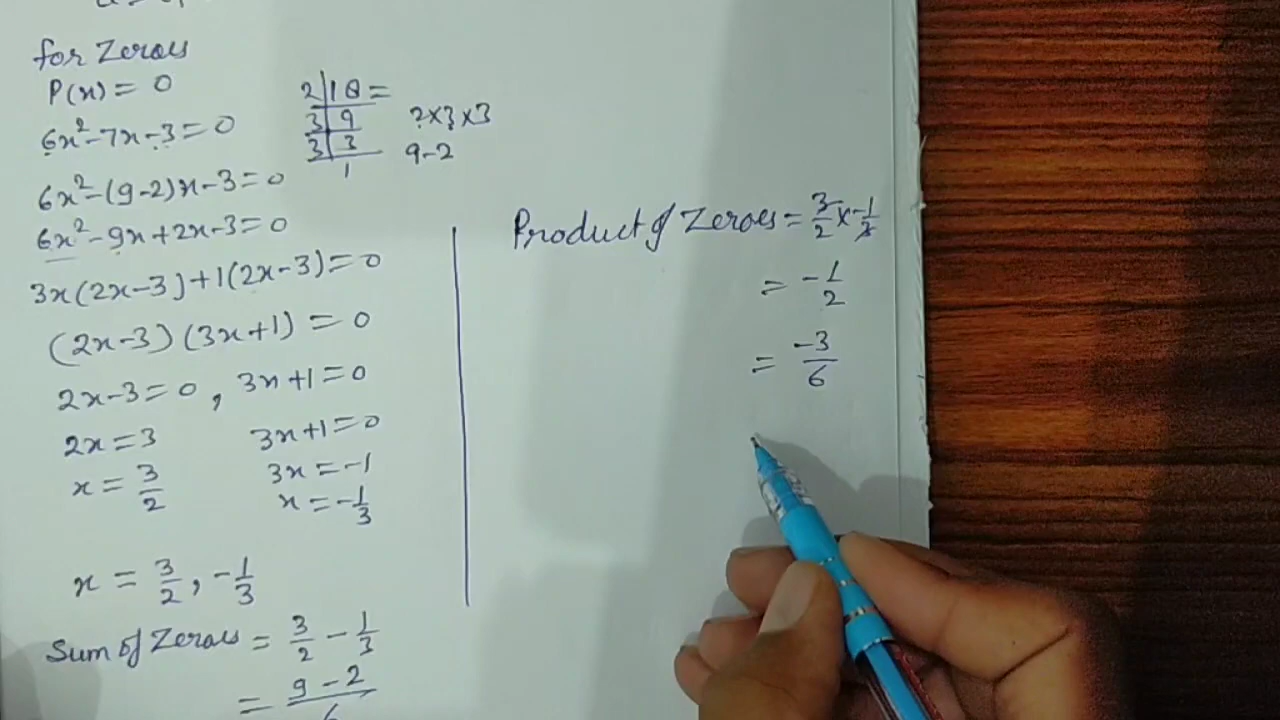 for Zeroes
P(x) = 0
6x² - 7x - 3 = 0
6x² - (9-2)x - 3 = 0
6x² - 9x + 2x - 3 = 0
3x(2x-3) + 1(2x-3) = 0
(2x-3) (3x+1) = 0
2x-3 = 0, 3x+1 = 0
2x = 3 3x+1 = 0
x = 3/2 3x = -1
x = -1/3
x = 3/2, -1/3
Sum of Zeroes = 3/2 - 1/3
= 9-2/6
2 | 18 =
3 | 9 2×3×3
3 | 3 9-2
1
Product of Zeroes = 3/2 × -1/3
= -1/2
= -3/6